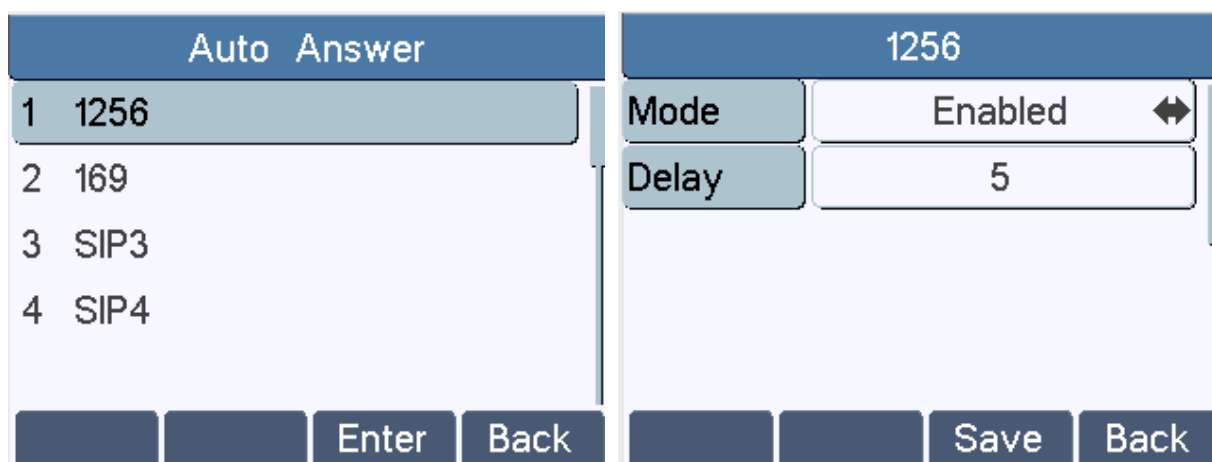 Auto Answer
1 1256
2 169
3 SIP3
4 SIP4
Enter Back
1256
Mode Enabled
Delay 5
Save Back